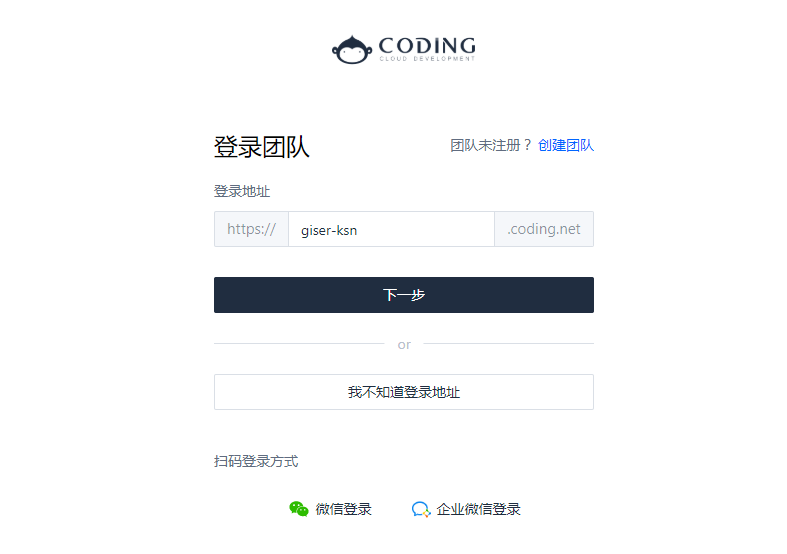 CODING
CLOUD DEVELOPMENT
登录团队
团队未注册？ 创建团队
登录地址
https:// giser-ksn .coding.net
下一步
or
我不知道登录地址
扫码登录方式
微信登录 企业微信登录